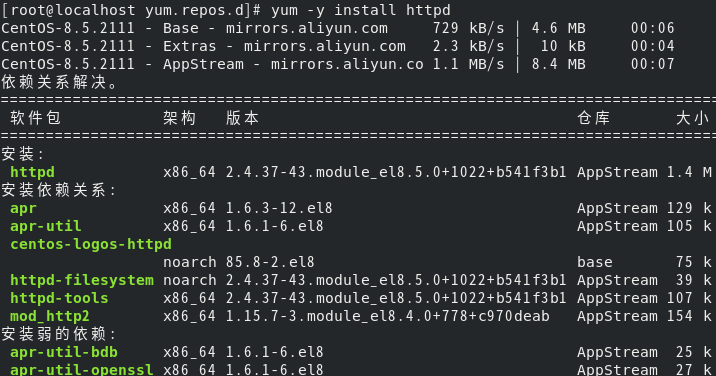 [root@localhost yum.repos.d]# yum -y install httpd
CentOS-8.5.2111 - Base - mirrors.aliyun.com     729 kB/s | 4.6 MB     00:06
CentOS-8.5.2111 - Extras - mirrors.aliyun.com   2.3 kB/s |  10 kB     00:04
CentOS-8.5.2111 - AppStream - mirrors.aliyun.co 1.1 MB/s | 8.4 MB     00:07
依赖关系解决。
================================================================================
 软件包          架构   版本                                   仓库       大小
================================================================================
安装:
 httpd            x86_64 2.4.37-43.module_el8.5.0+1022+b541f3b1 AppStream 1.4 M
安装依赖关系:
 apr              x86_64 1.6.3-12.el8                           AppStream 129 k
 apr-util         x86_64 1.6.1-6.el8                            AppStream 105 k
 centos-logos-httpd
                  noarch 85.8-2.el8                             base       75 k
 httpd-filesystem noarch 2.4.37-43.module_el8.5.0+1022+b541f3b1 AppStream  39 k
 httpd-tools      x86_64 2.4.37-43.module_el8.5.0+1022+b541f3b1 AppStream 107 k
 mod_http2        x86_64 1.15.7-3.module_el8.4.0+778+c970deab   AppStream 154 k
安装弱的依赖:
 apr-util-bdb     x86_64 1.6.1-6.el8                            AppStream  25 k
 apr-util-openssl x86_64 1.6.1-6.el8                            AppStream  27 k